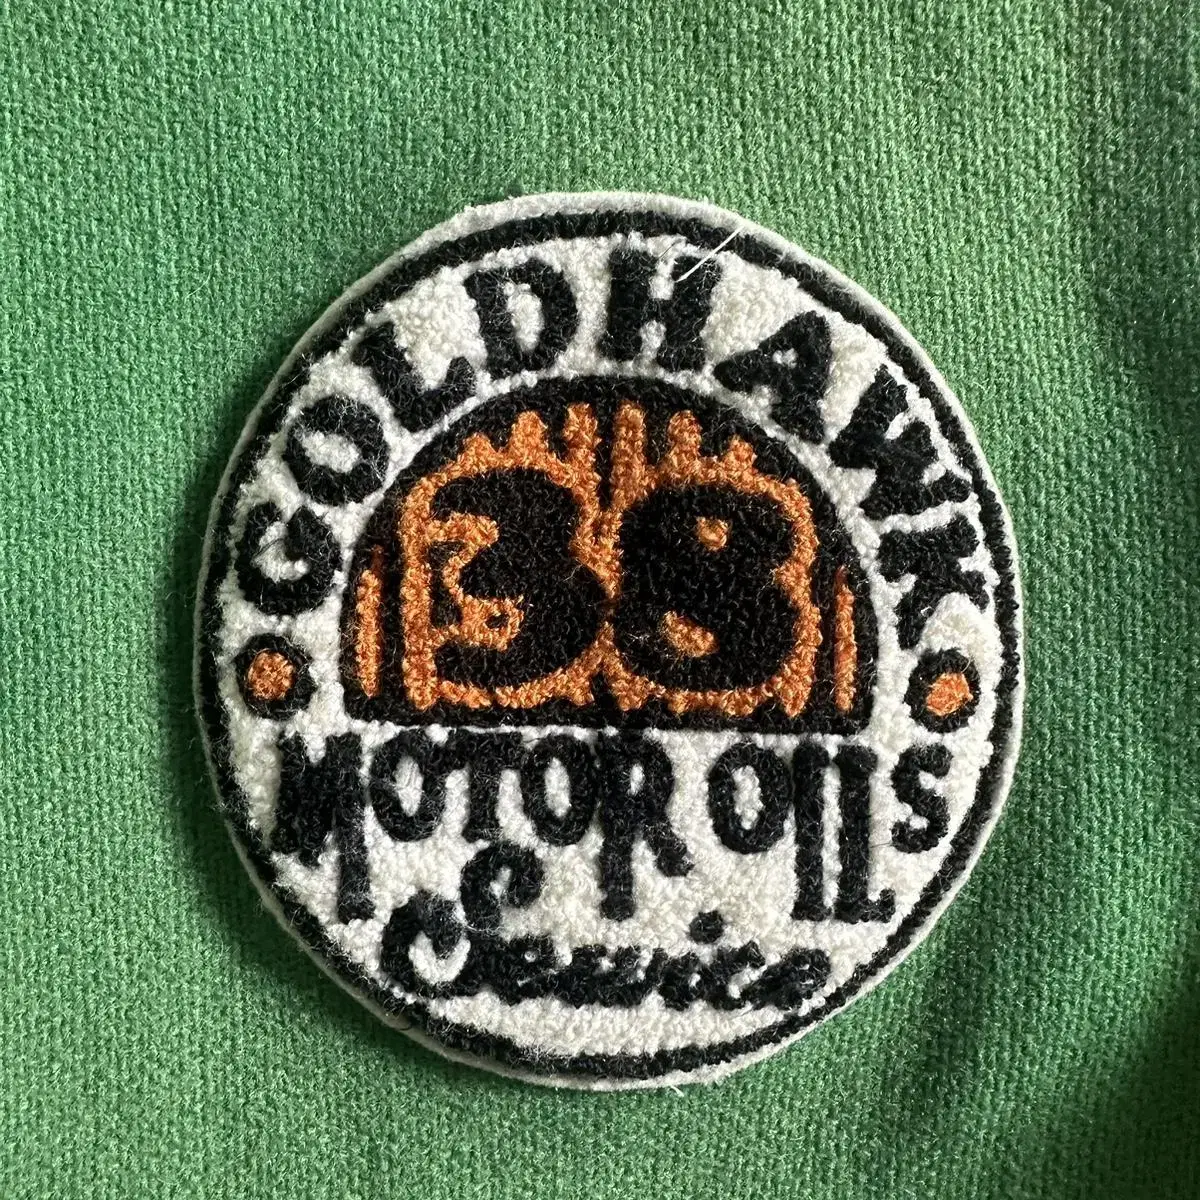 GOLDHAWK
38
MOTOR OILS
Service